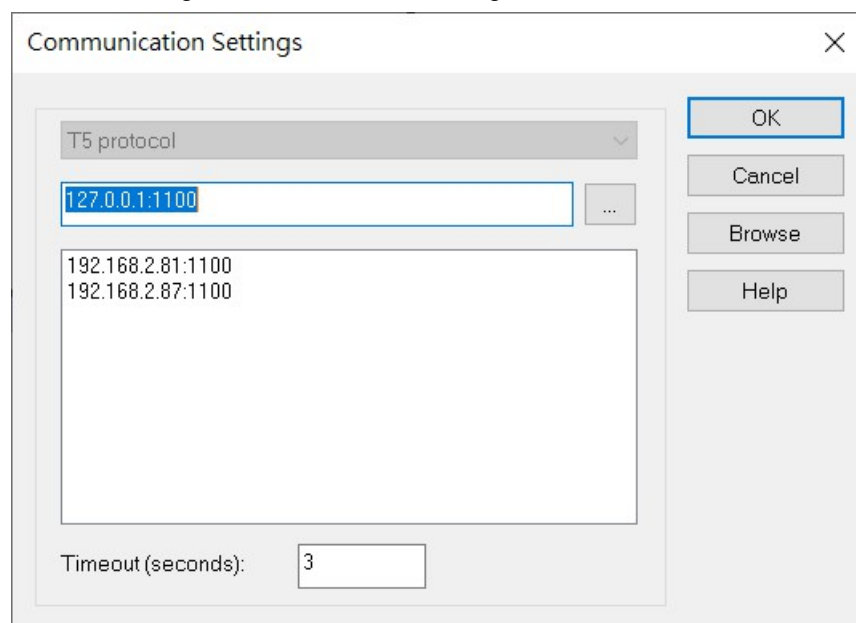 Communication Settings
T5 protocol
127.0.0.1:1100
...
192.168.2.81:1100
192.168.2.87:1100
Timeout (seconds):
3
OK
Cancel
Browse
Help